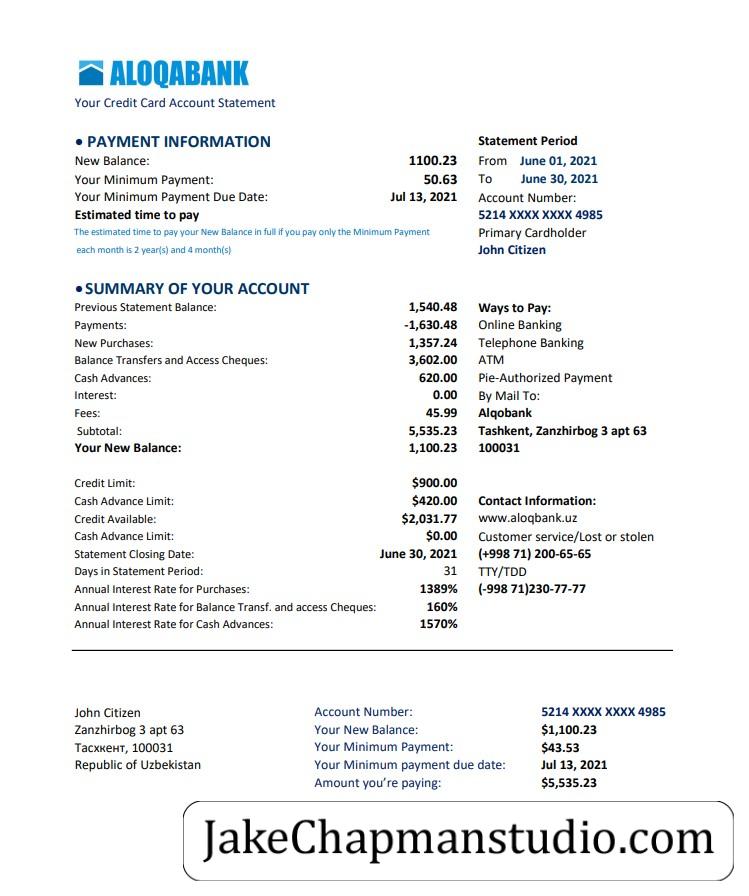 ALOQABANK
Your Credit Card Account Statement
• PAYMENT INFORMATION
New Balance: 1100.23
Your Minimum Payment: 50.63
Your Minimum Payment Due Date: Jul 13, 2021
Estimated time to pay
The estimated time to pay your New Balance in full if you pay only the Minimum Payment
each month is 2 year(s) and 4 month(s)
Statement Period
From June 01, 2021
To June 30, 2021
Account Number:
5214 XXXX XXXX 4985
Primary Cardholder
John Citizen
• SUMMARY OF YOUR ACCOUNT
Previous Statement Balance: 1,540.48
Payments: -1,630.48
New Purchases: 1,357.24
Balance Transfers and Access Cheques: 3,602.00
Cash Advances: 620.00
Interest: 0.00
Fees: 45.99
Subtotal: 5,535.23
Your New Balance: 1,100.23
Ways to Pay:
Online Banking
Telephone Banking
ATM
Pie-Authorized Payment
By Mail To:
Alqobank
Tashkent, Zanzhirbog 3 apt 63
100031
Credit Limit: $900.00
Cash Advance Limit: $420.00
Credit Available: $2,031.77
Cash Advance Limit: $0.00
Statement Closing Date: June 30, 2021
Days in Statement Period: 31
Annual Interest Rate for Purchases: 1389%
Annual Interest Rate for Balance Transf. and access Cheques: 160%
Annual Interest Rate for Cash Advances: 1570%
Contact Information:
www.aloqbank.uz
Customer service/Lost or stolen
(+998 71) 200-65-65
TTY/TDD
(-998 71)230-77-77
John Citizen
Zanzhirbog 3 apt 63
Тасхкент, 100031
Republic of Uzbekistan
Account Number: 5214 XXXX XXXX 4985
Your New Balance: $1,100.23
Your Minimum Payment: $43.53
Your Minimum payment due date: Jul 13, 2021
Amount you're paying: $5,535.23
JakeChapmanstudio.com